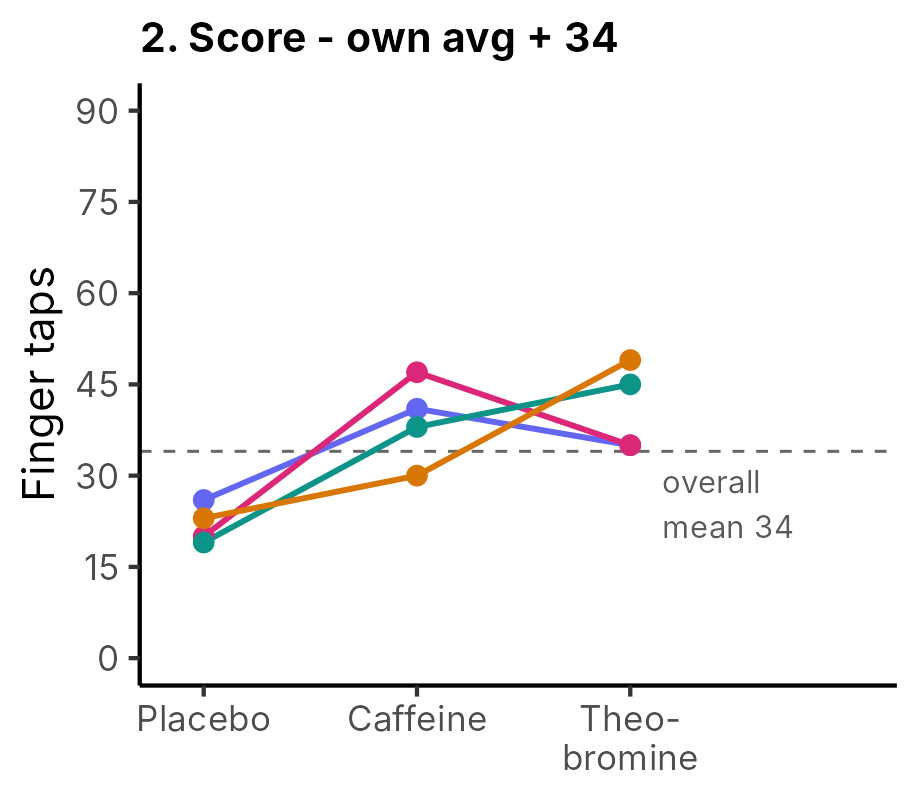 2. Score - own avg + 34
Finger taps
90
75
60
45
30
15
0
overall
mean 34
Placebo
Caffeine
Theo-
bromine